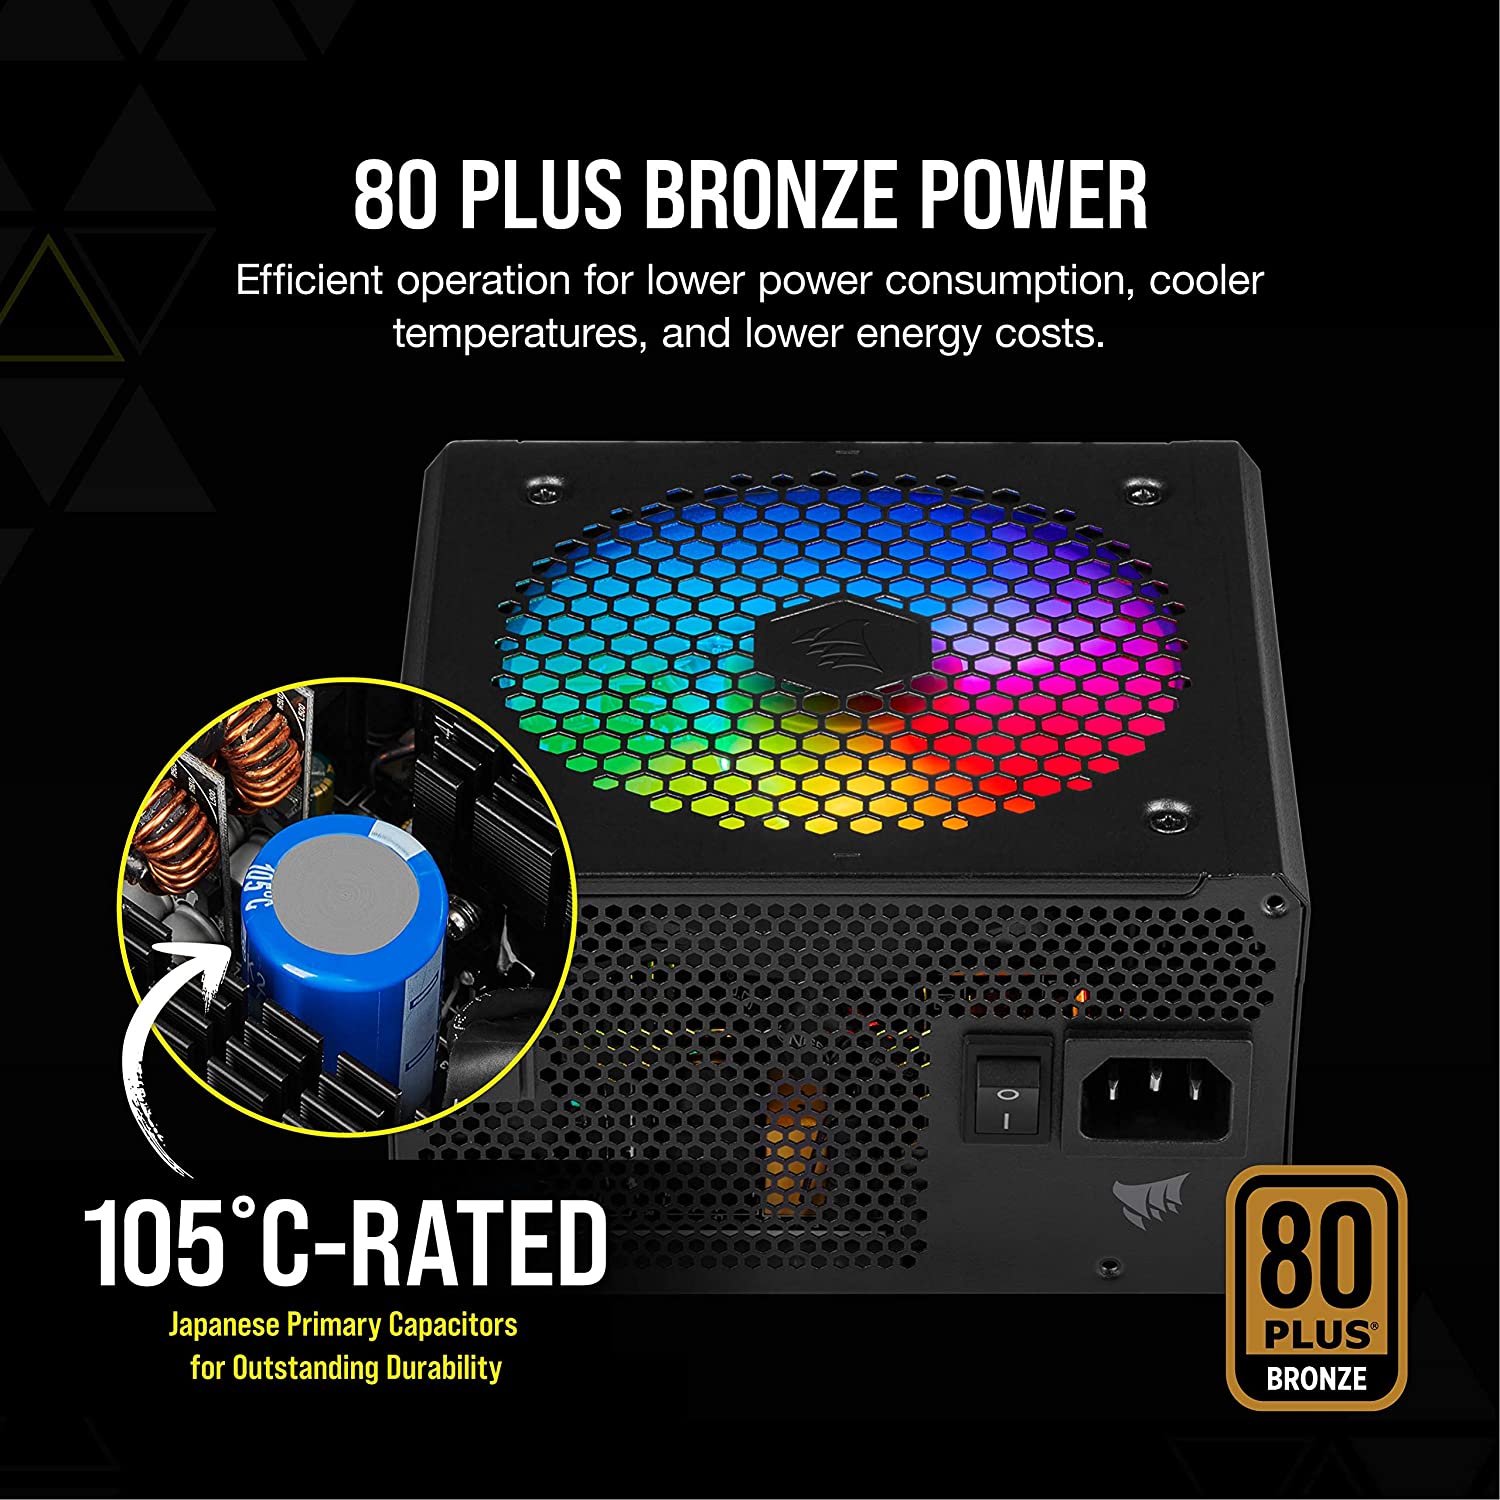 80 PLUS BRONZE POWER
Efficient operation for lower power consumption, cooler
temperatures, and lower energy costs.
105°C
105°C-RATED
Japanese Primary Capacitors
for Outstanding Durability
80
PLUS®
BRONZE